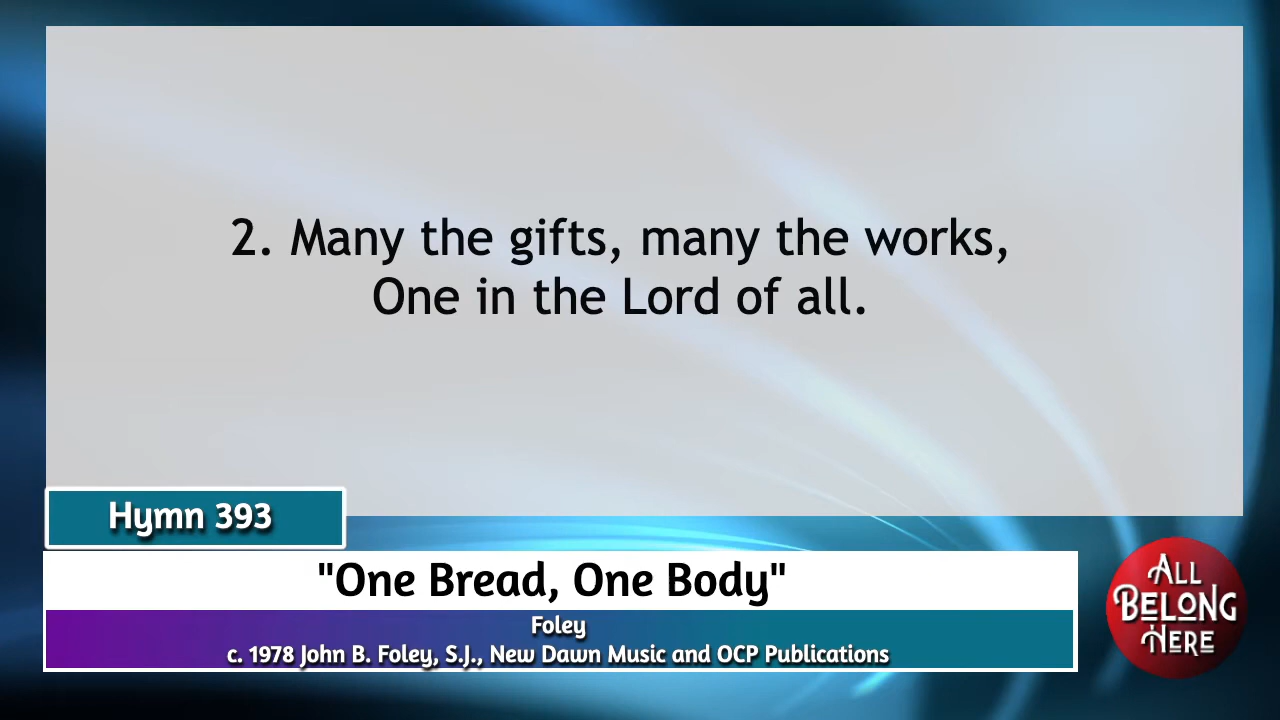 2. Many the gifts, many the works,
One in the Lord of all.
Hymn 393
"One Bread, One Body"
Foley
c. 1978 John B. Foley, S.J., New Dawn Music and OCP Publications
ALL
BELONG
HERE